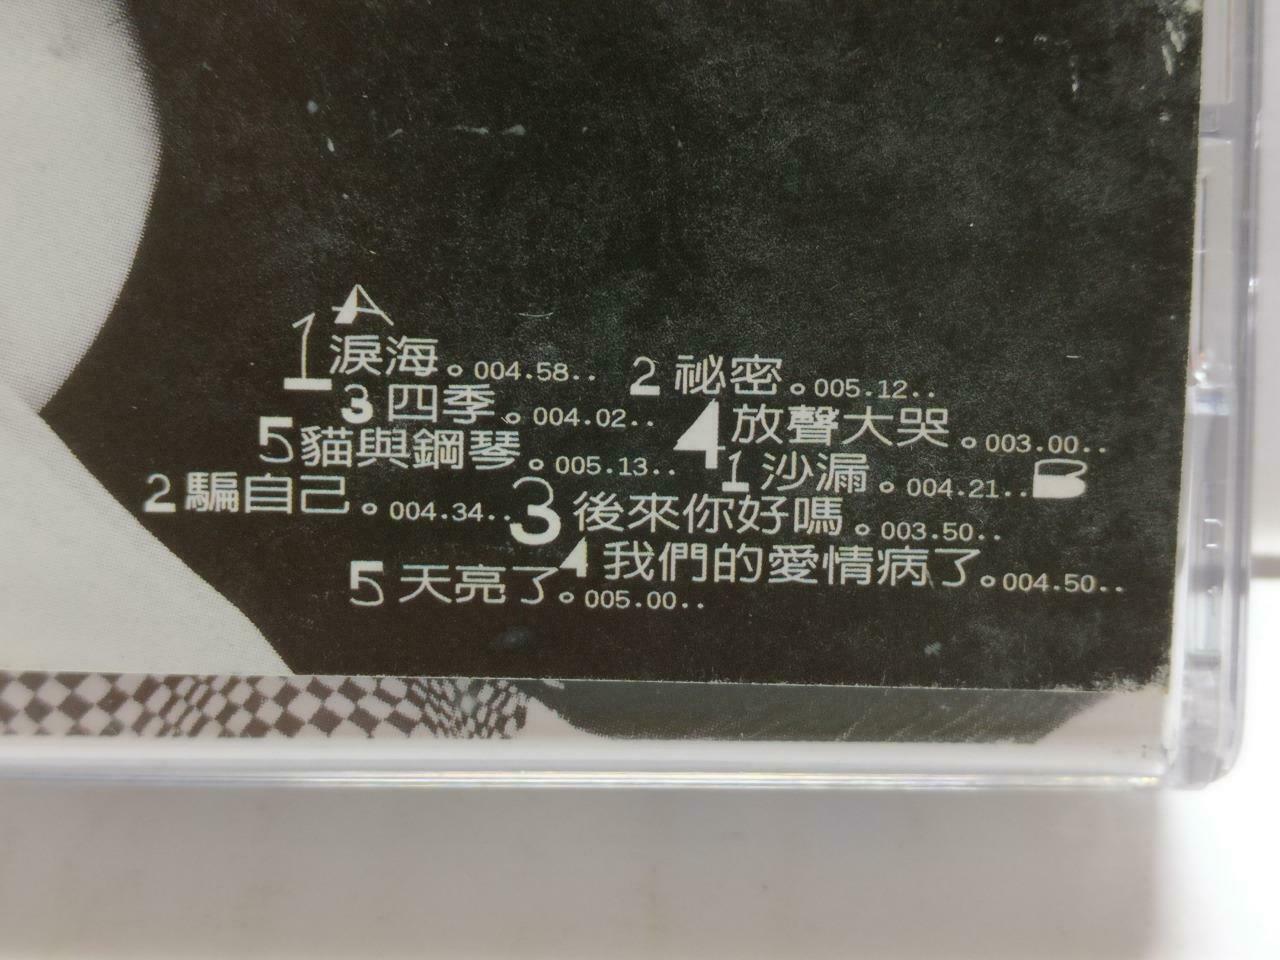 A
1 淚海。004.58.. 2 祕密。005.12..
3 四季。004.02.. 4 放聲大哭。003.00..
5 貓與鋼琴。005.13.. 1 沙漏。004.21.. B
2 騙自己。004.34.. 3 後來你好嗎。003.50..
4 我們的愛情病了。004.50..
5 天亮了。005.00..